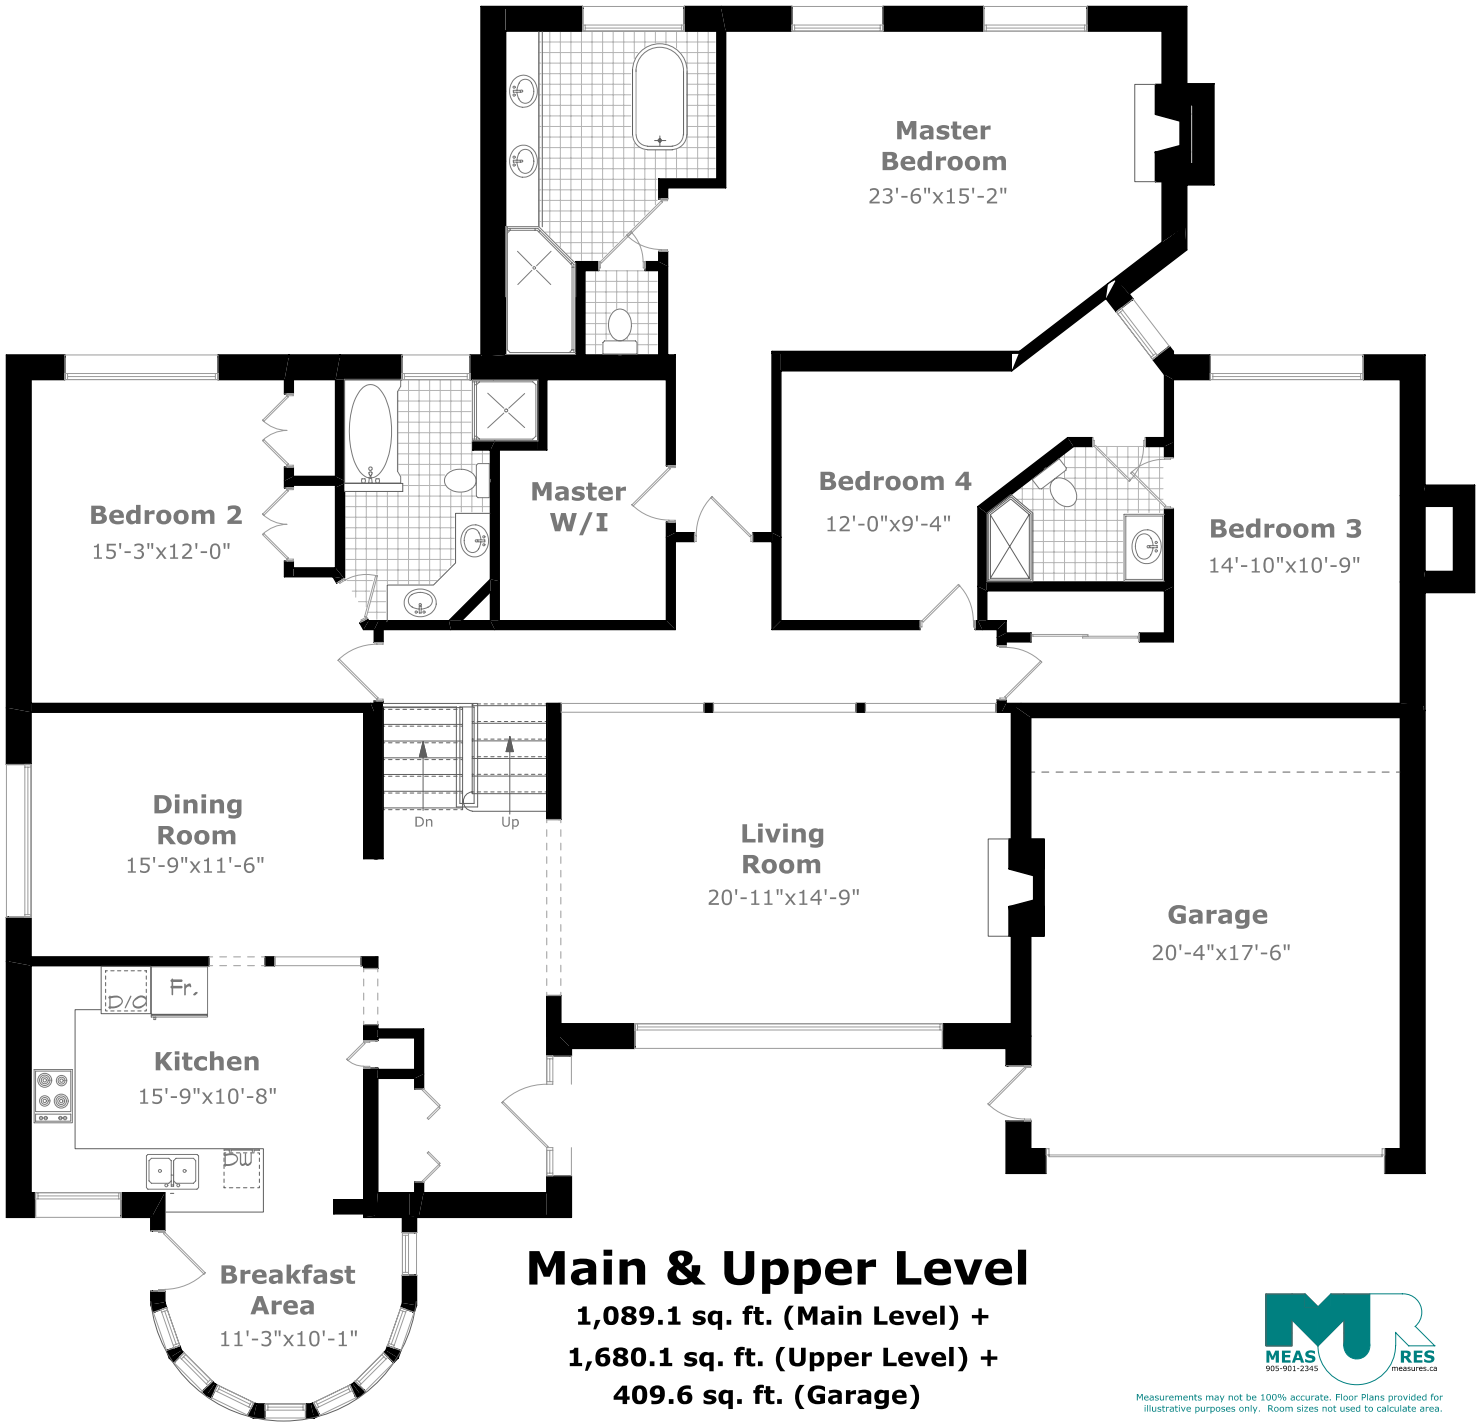 Master
Bedroom
23'-6"x15'-2"
Bedroom 2
15'-3"x12'-0"
Master
W/I
Bedroom 4
12'-0"x9'-4"
Bedroom 3
14'-10"x10'-9"
Dining
Room
15'-9"x11'-6"
Dn
Up
Living
Room
20'-11"x14'-9"
Garage
20'-4"x17'-6"
D/O
Fr.
Kitchen
15'-9"x10'-8"
DW
Breakfast
Area
11'-3"x10'-1"
Main & Upper Level
1,089.1 sq. ft. (Main Level) +
1,680.1 sq. ft. (Upper Level) +
409.6 sq. ft. (Garage)
MEASURES
905-901-2345 measures.ca
Measurements may not be 100% accurate. Floor Plans provided for
illustrative purposes only. Room sizes not used to calculate area.